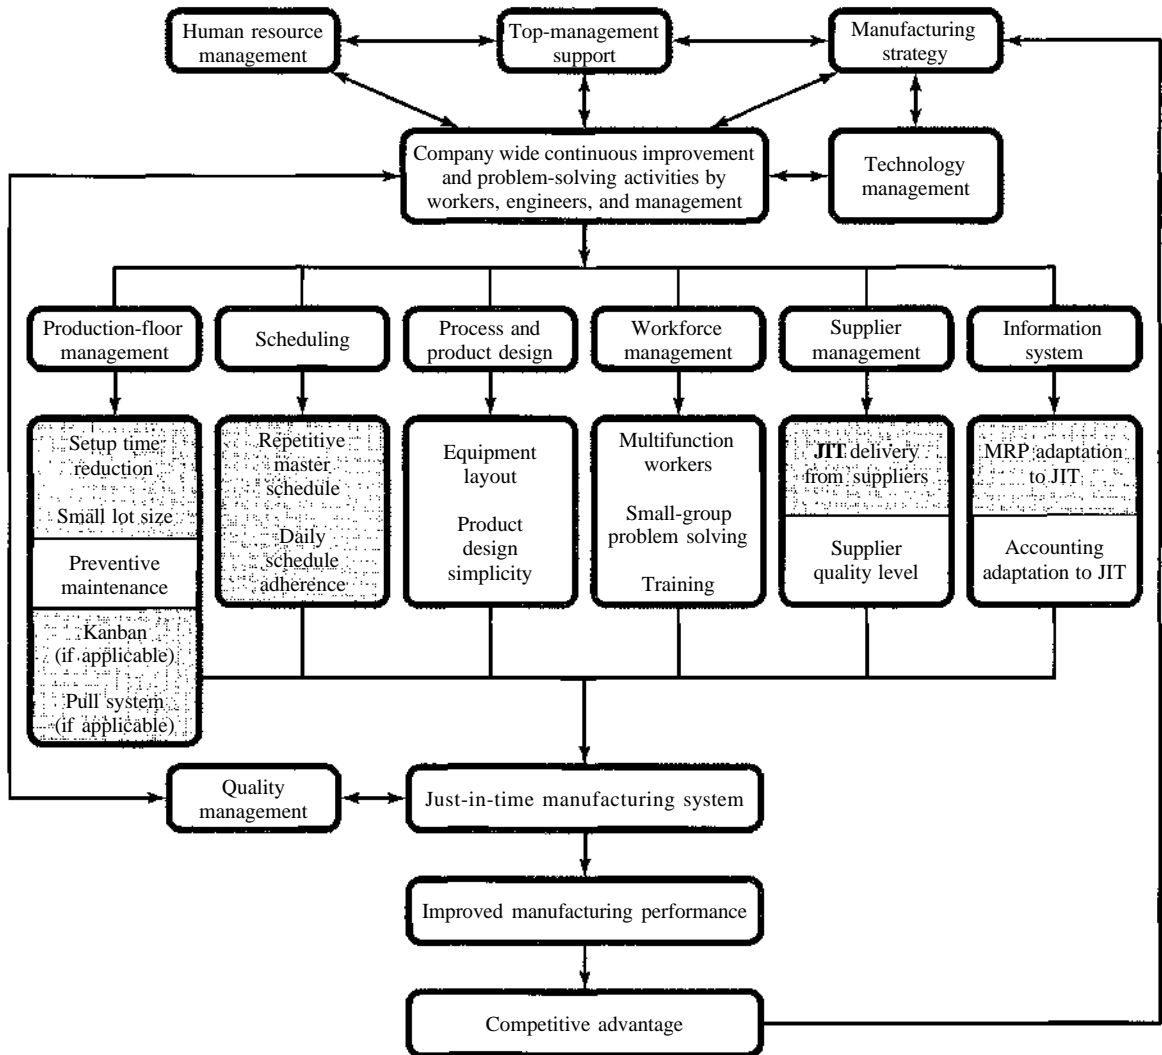 Human resource
management
Top-management
support
Manufacturing
strategy
Company wide continuous improvement
and problem-solving activities by
workers, engineers, and management
Technology
management
Production-floor
management
Scheduling
Process and
product design
Workforce
management
Supplier
management
Information
system
Setup time
reduction
Small lot size
Preventive
maintenance
Kanban
(if applicable)
Pull system
(if applicable)
Repetitive
master
schedule
Daily
schedule
adherence
Equipment
layout
Product
design
simplicity
Multifunction
workers
Small-group
problem solving
Training
JIT delivery
from suppliers
Supplier
quality level
MRP adaptation
to JIT
Accounting
adaptation to JIT
Quality
management
Just-in-time manufacturing system
Improved manufacturing performance
Competitive advantage